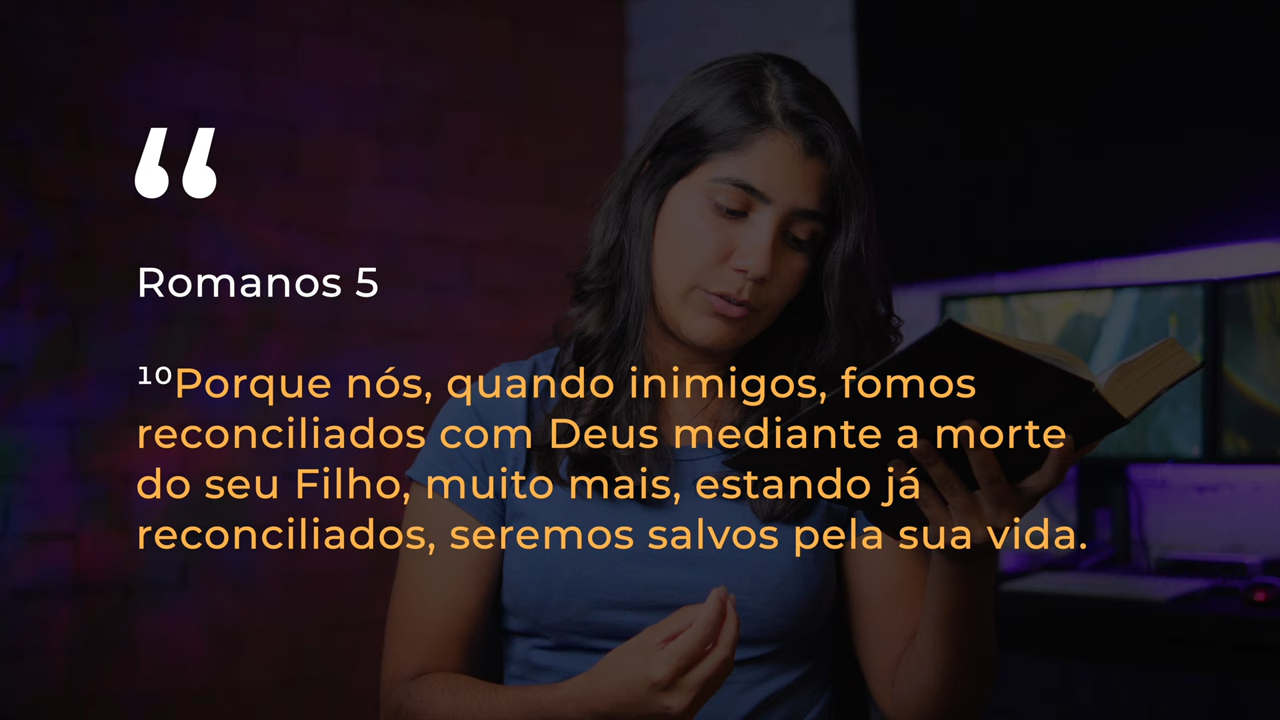 “
Romanos 5
¹⁰Porque nós, quando inimigos, fomos
reconciliados com Deus mediante a morte
do seu Filho, muito mais, estando já
reconciliados, seremos salvos pela sua vida.